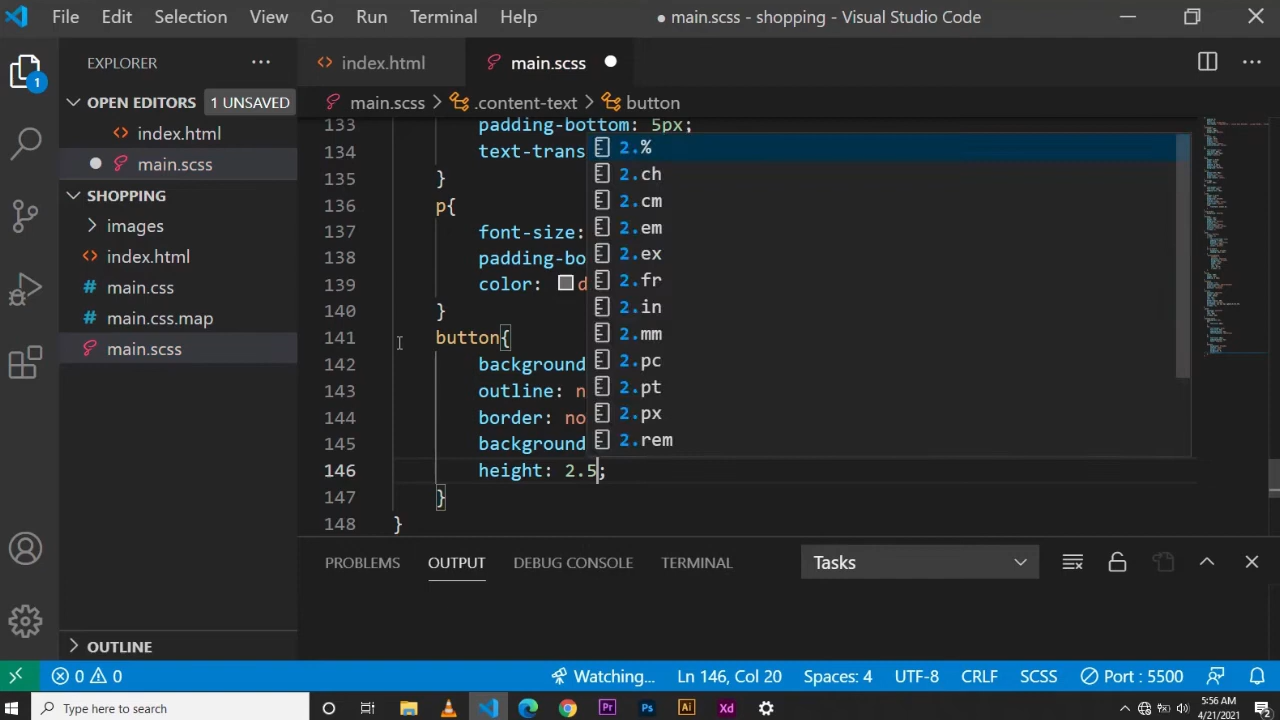 File Edit Selection View Go Run Terminal Help ● main.scss - shopping - Visual Studio Code
EXPLORER ··· index.html main.scss ● ···
1
OPEN EDITORS 1 UNSAVED
index.html
● main.scss
SHOPPING
images
index.html
main.css
main.css.map
main.scss
OUTLINE
main.scss > .content-text > button
133 padding-bottom: 5px;
134 text-trans
135 }
136 p{
137 font-size:
138 padding-bo
139 color: d
140 }
141 button{
142 background
143 outline: n
144 border: no
145 background
146 height: 2.5;
147 }
148 }
2.%
2.ch
2.cm
2.em
2.ex
2.fr
2.in
2.mm
2.pc
2.pt
2.px
2.rem
PROBLEMS OUTPUT DEBUG CONSOLE TERMINAL Tasks
0 0 Watching... Ln 146, Col 20 Spaces: 4 UTF-8 CRLF SCSS Port : 5500
Type here to search Pr Ps Ai Xd 5:56 AM
4/21/2021 2